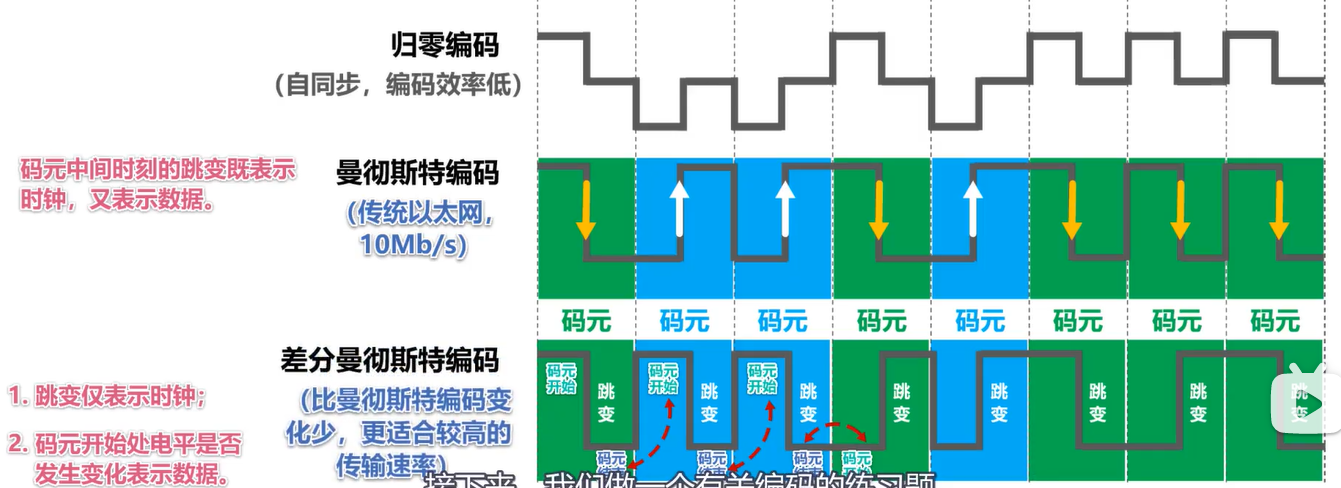 归零编码
(自同步，编码效率低)
码元中间时刻的跳变既表示
时钟，又表示数据。
曼彻斯特编码
(传统以太网，
10Mb/s)
码元 码元 码元 码元 码元 码元 码元 码元
差分曼彻斯特编码
(比曼彻斯特编码变
化少，更适合较高的
传输速率)
1. 跳变仅表示时钟；
2. 码元开始处电平是否
发生变化表示数据。
码元
开始
跳
变
码元
开始
跳
变
码元
开始
跳
变
跳
变
跳
变
跳
变
跳
变
跳
变
码元
码元
码元
码元
开始
接下来 我们做一个有关编码的练习题